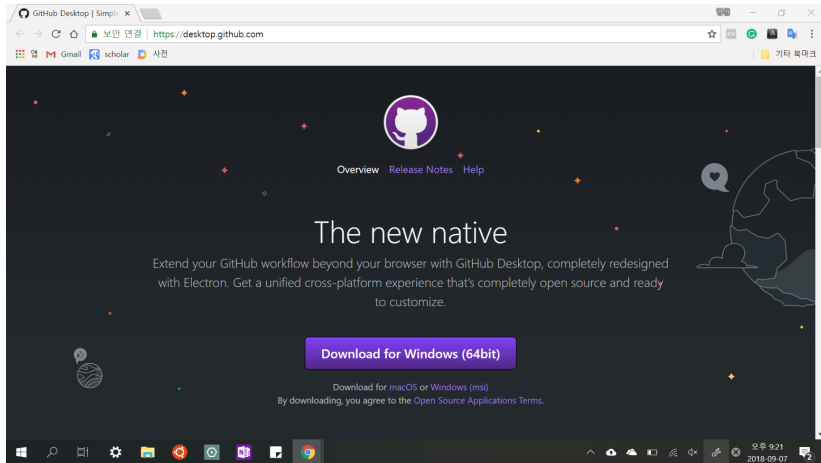 GitHub Desktop | Simple
보안 연결 | https://desktop.github.com
앱 Gmail scholar 사전 기타 북마크
Overview Release Notes Help
The new native
Extend your GitHub workflow beyond your browser with GitHub Desktop, completely redesigned
with Electron. Get a unified cross-platform experience that's completely open source and ready
to customize.
Download for Windows (64bit)
Download for macOS or Windows (msi)
By downloading, you agree to the Open Source Applications Terms.
오후 9:21
2018-09-07